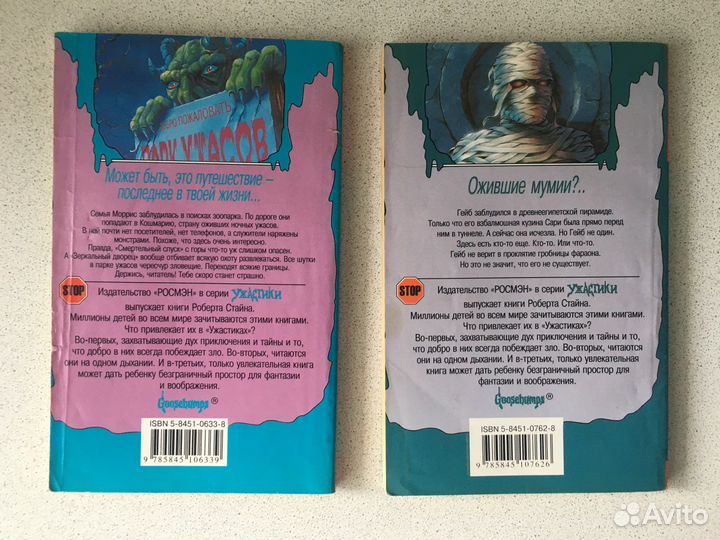 ДОБРО ПОЖАЛОВАТЬ
ПАРК УЖАСОВ
Может быть, это путешествие –
последнее в твоей жизни...
Семья Моррис заблудилась в поисках зоопарка. По дороге они
попадают в Кошмарию, страну оживших ночных ужасов.
В ней почти нет посетителей, нет телефонов, а служители наряжены
монстрами. Похоже, что здесь очень интересно.
Правда, «Смертельный спуск» с горы что-то уж слишком опасен.
А «Зеркальный дворец» вообще отбивает всякую охоту развлекаться. Все шутки
в парке ужасов чересчур зловещие. Переходят всякие границы.
Держись, читатель! Тебе скоро станет страшно.
STOP
Издательство «РОСМЭН» в серии УЖАСТИКИ
выпускает книги Роберта Стайна.
Миллионы детей во всем мире зачитываются этими книгами.
Что привлекает их в «Ужастиках»?
Во-первых, захватывающие дух приключения и тайны и то,
что добро в них всегда побеждает зло. Во-вторых, читаются
они на одном дыхании. И в-третьих, только увлекательная
книга может дать ребенку безграничный простор для фантазии
и воображения.
Goosebumps®
ISBN 5-8451-0633-8
9 785845 106339
Ожившие мумии?..
Гейб заблудился в древнеегипетской пирамиде.
Только что его взбалмошная кузина Сари была прямо перед
ним в туннеле. А сейчас она исчезла. Но Гейб не один.
Здесь есть кто-то еще. Кто-то. Или что-то.
Гейб не верит в проклятие гробницы фараона.
Но это не значит, что его не существует.
STOP
Издательство «РОСМЭН» в серии УЖАСТИКИ
выпускает книги Роберта Стайна.
Миллионы детей во всем мире зачитываются этими книгами.
Что привлекает их в «Ужастиках»?
Во-первых, захватывающие дух приключения и тайны и то,
что добро в них всегда побеждает зло. Во-вторых, читаются
они на одном дыхании. И в-третьих, только увлекательная
книга может дать ребенку безграничный простор для
фантазии и воображения.
Goosebumps®
ISBN 5-8451-0762-8
9 785845 107626
Avito